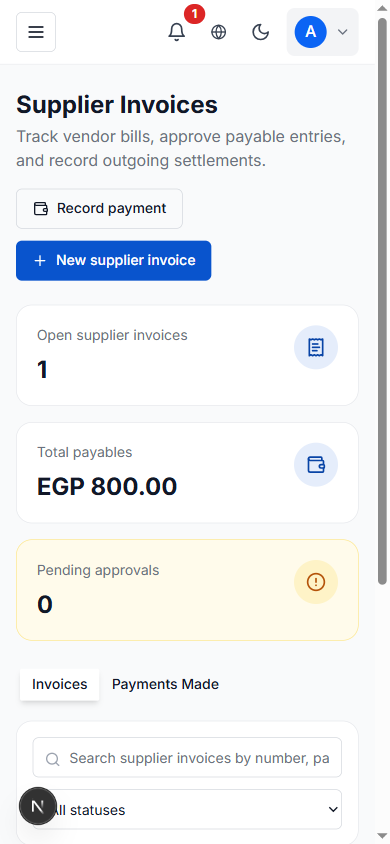 1
A
Supplier Invoices
Track vendor bills, approve payable entries,
and record outgoing settlements.
Record payment
New supplier invoice
Open supplier invoices
1
Total payables
EGP 800.00
Pending approvals
0
Invoices
Payments Made
Search supplier invoices by number, pa
N
ll statuses